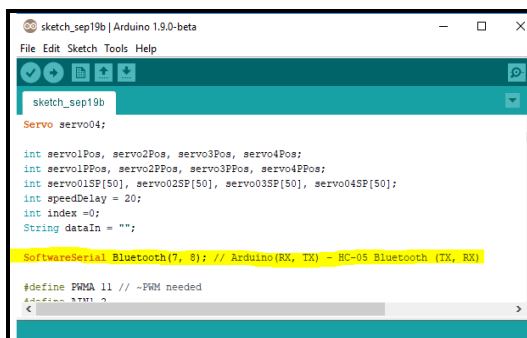 sketch_sep19b | Arduino 1.9.0-beta
File Edit Sketch Tools Help
sketch_sep19b
Servo servo04;
int servo1Pos, servo2Pos, servo3Pos, servo4Pos;
int servo1PPos, servo2PPos, servo3PPos, servo4PPos;
int servo01SP[50], servo02SP[50], servo03SP[50], servo04SP[50];
int speedDelay = 20;
int index =0;
String dataIn = "";
SoftwareSerial Bluetooth(7, 8); // Arduino(RX, TX) - HC-05 Bluetooth (TX, RX)
#define PWMA 11 // ~PWM needed
#define AIN1 2